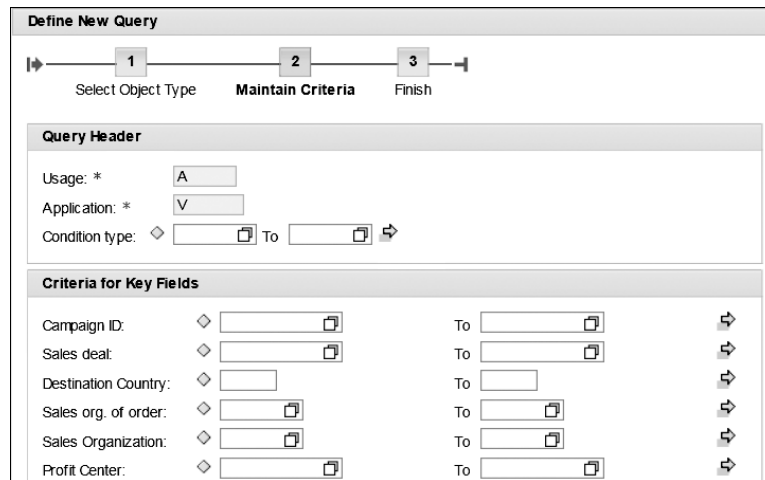 Define New Query
1 2 3
Select Object Type Maintain Criteria Finish
Query Header
Usage: * A
Application: * V
Condition type: To
Criteria for Key Fields
Campaign ID: To
Sales deal: To
Destination Country: To
Sales org. of order: To
Sales Organization: To
Profit Center: To